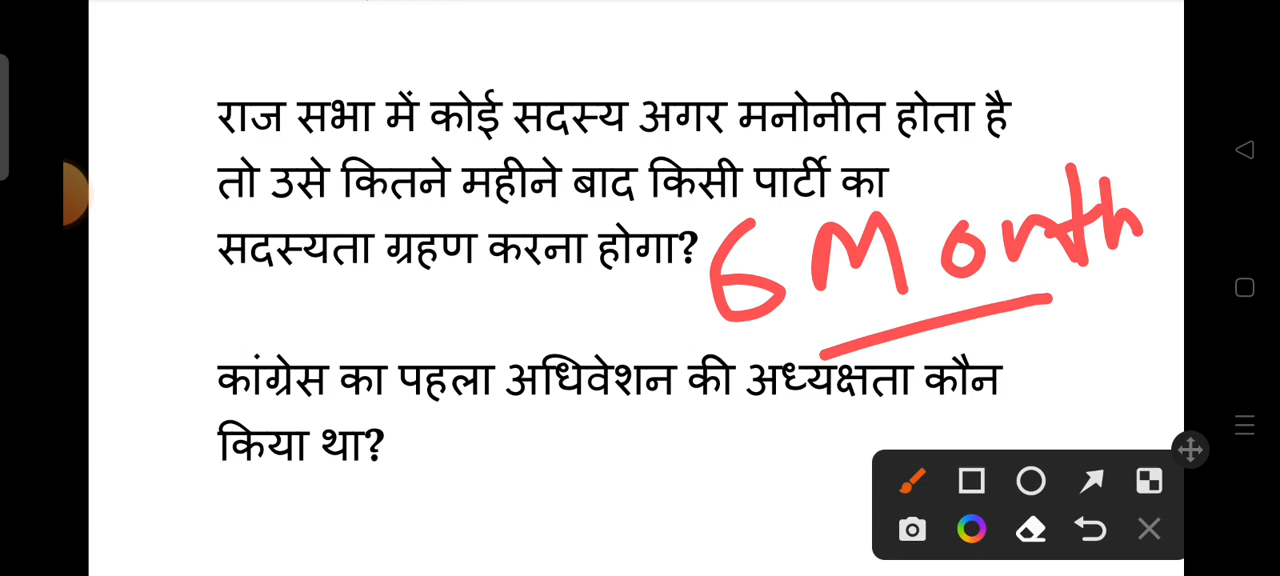 राज सभा में कोई सदस्य अगर मनोनीत होता है
तो उसे कितने महीने बाद किसी पार्टी का
सदस्यता ग्रहण करना होगा?
6 Month
कांग्रेस का पहला अधिवेशन की अध्यक्षता कौन
किया था?